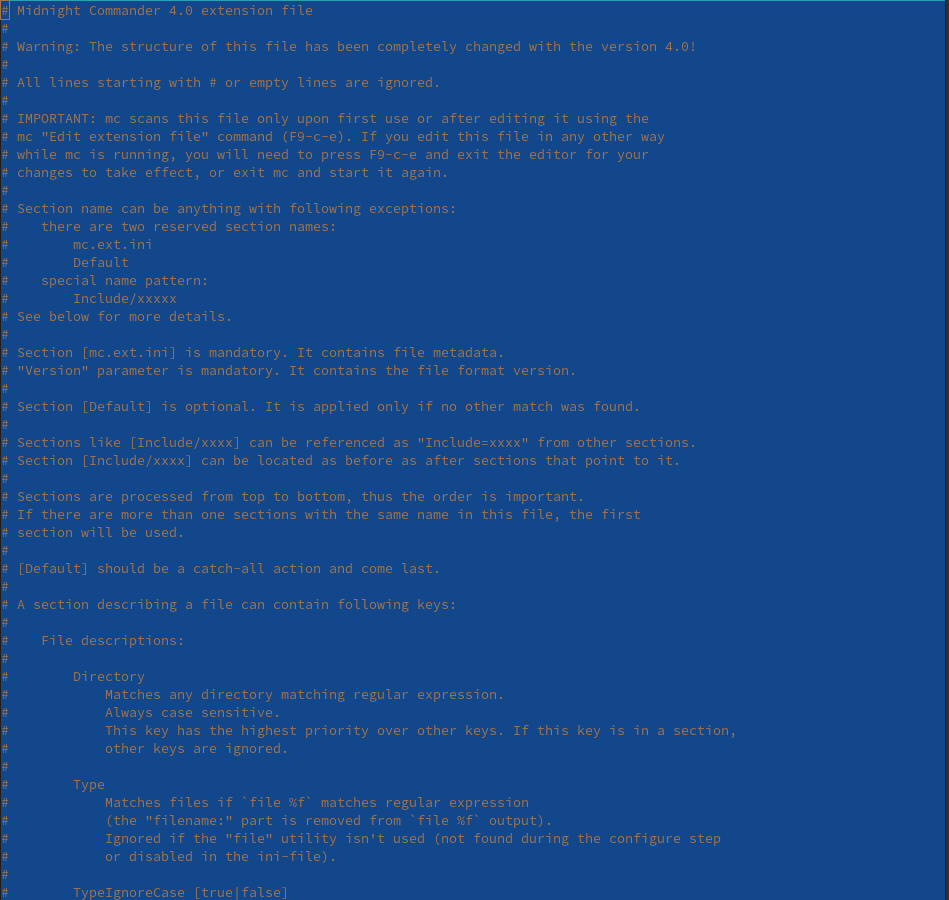 # Midnight Commander 4.0 extension file
#
# Warning: The structure of this file has been completely changed with the version 4.0!
#
# All lines starting with # or empty lines are ignored.
#
# IMPORTANT: mc scans this file only upon first use or after editing it using the
# mc "Edit extension file" command (F9-c-e). If you edit this file in any other way
# while mc is running, you will need to press F9-c-e and exit the editor for your
# changes to take effect, or exit mc and start it again.
#
# Section name can be anything with following exceptions:
#    there are two reserved section names:
#        mc.ext.ini
#        Default
#    special name pattern:
#        Include/xxxxx
# See below for more details.
#
# Section [mc.ext.ini] is mandatory. It contains file metadata.
# "Version" parameter is mandatory. It contains the file format version.
#
# Section [Default] is optional. It is applied only if no other match was found.
#
# Sections like [Include/xxxx] can be referenced as "Include=xxxx" from other sections.
# Section [Include/xxxx] can be located as before as after sections that point to it.
#
# Sections are processed from top to bottom, thus the order is important.
# If there are more than one sections with the same name in this file, the first
# section will be used.
#
# [Default] should be a catch-all action and come last.
#
# A section describing a file can contain following keys:
#
#    File descriptions:
#
#        Directory
#            Matches any directory matching regular expression.
#            Always case sensitive.
#            This key has the highest priority over other keys. If this key is in a section,
#            other keys are ignored.
#
#        Type
#            Matches files if `file %f` matches regular expression
#            (the "filename:" part is removed from `file %f` output).
#            Ignored if the "file" utility isn't used (not found during the configure step
#            or disabled in the ini-file).
#
#        TypeIgnoreCase [true|false]